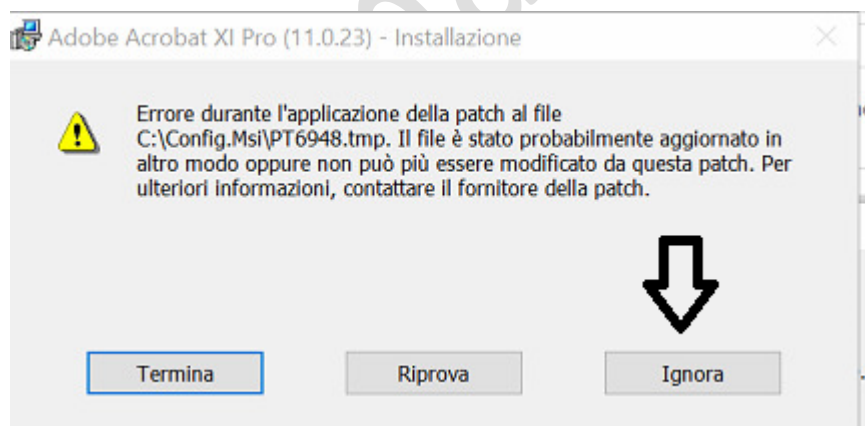 Adobe Acrobat XI Pro (11.0.23) - Installazione
Errore durante l'applicazione della patch al file
C:\Config.Msi\PT6948.tmp. Il file è stato probabilmente aggiornato in
altro modo oppure non può più essere modificato da questa patch. Per
ulteriori informazioni, contattare il fornitore della patch.
Termina
Riprova
Ignora